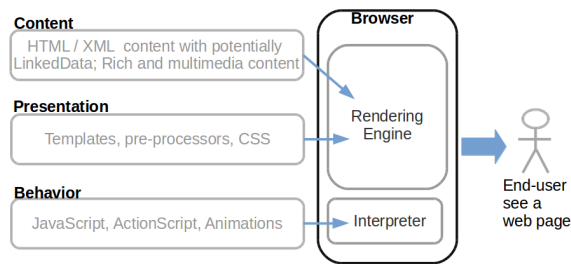 Content
HTML / XML content with potentially
LinkedData; Rich and multimedia content
Presentation
Templates, pre-processors, CSS
Behavior
JavaScript, ActionScript, Animations
Browser
Rendering
Engine
Interpreter
End-user
see a
web page